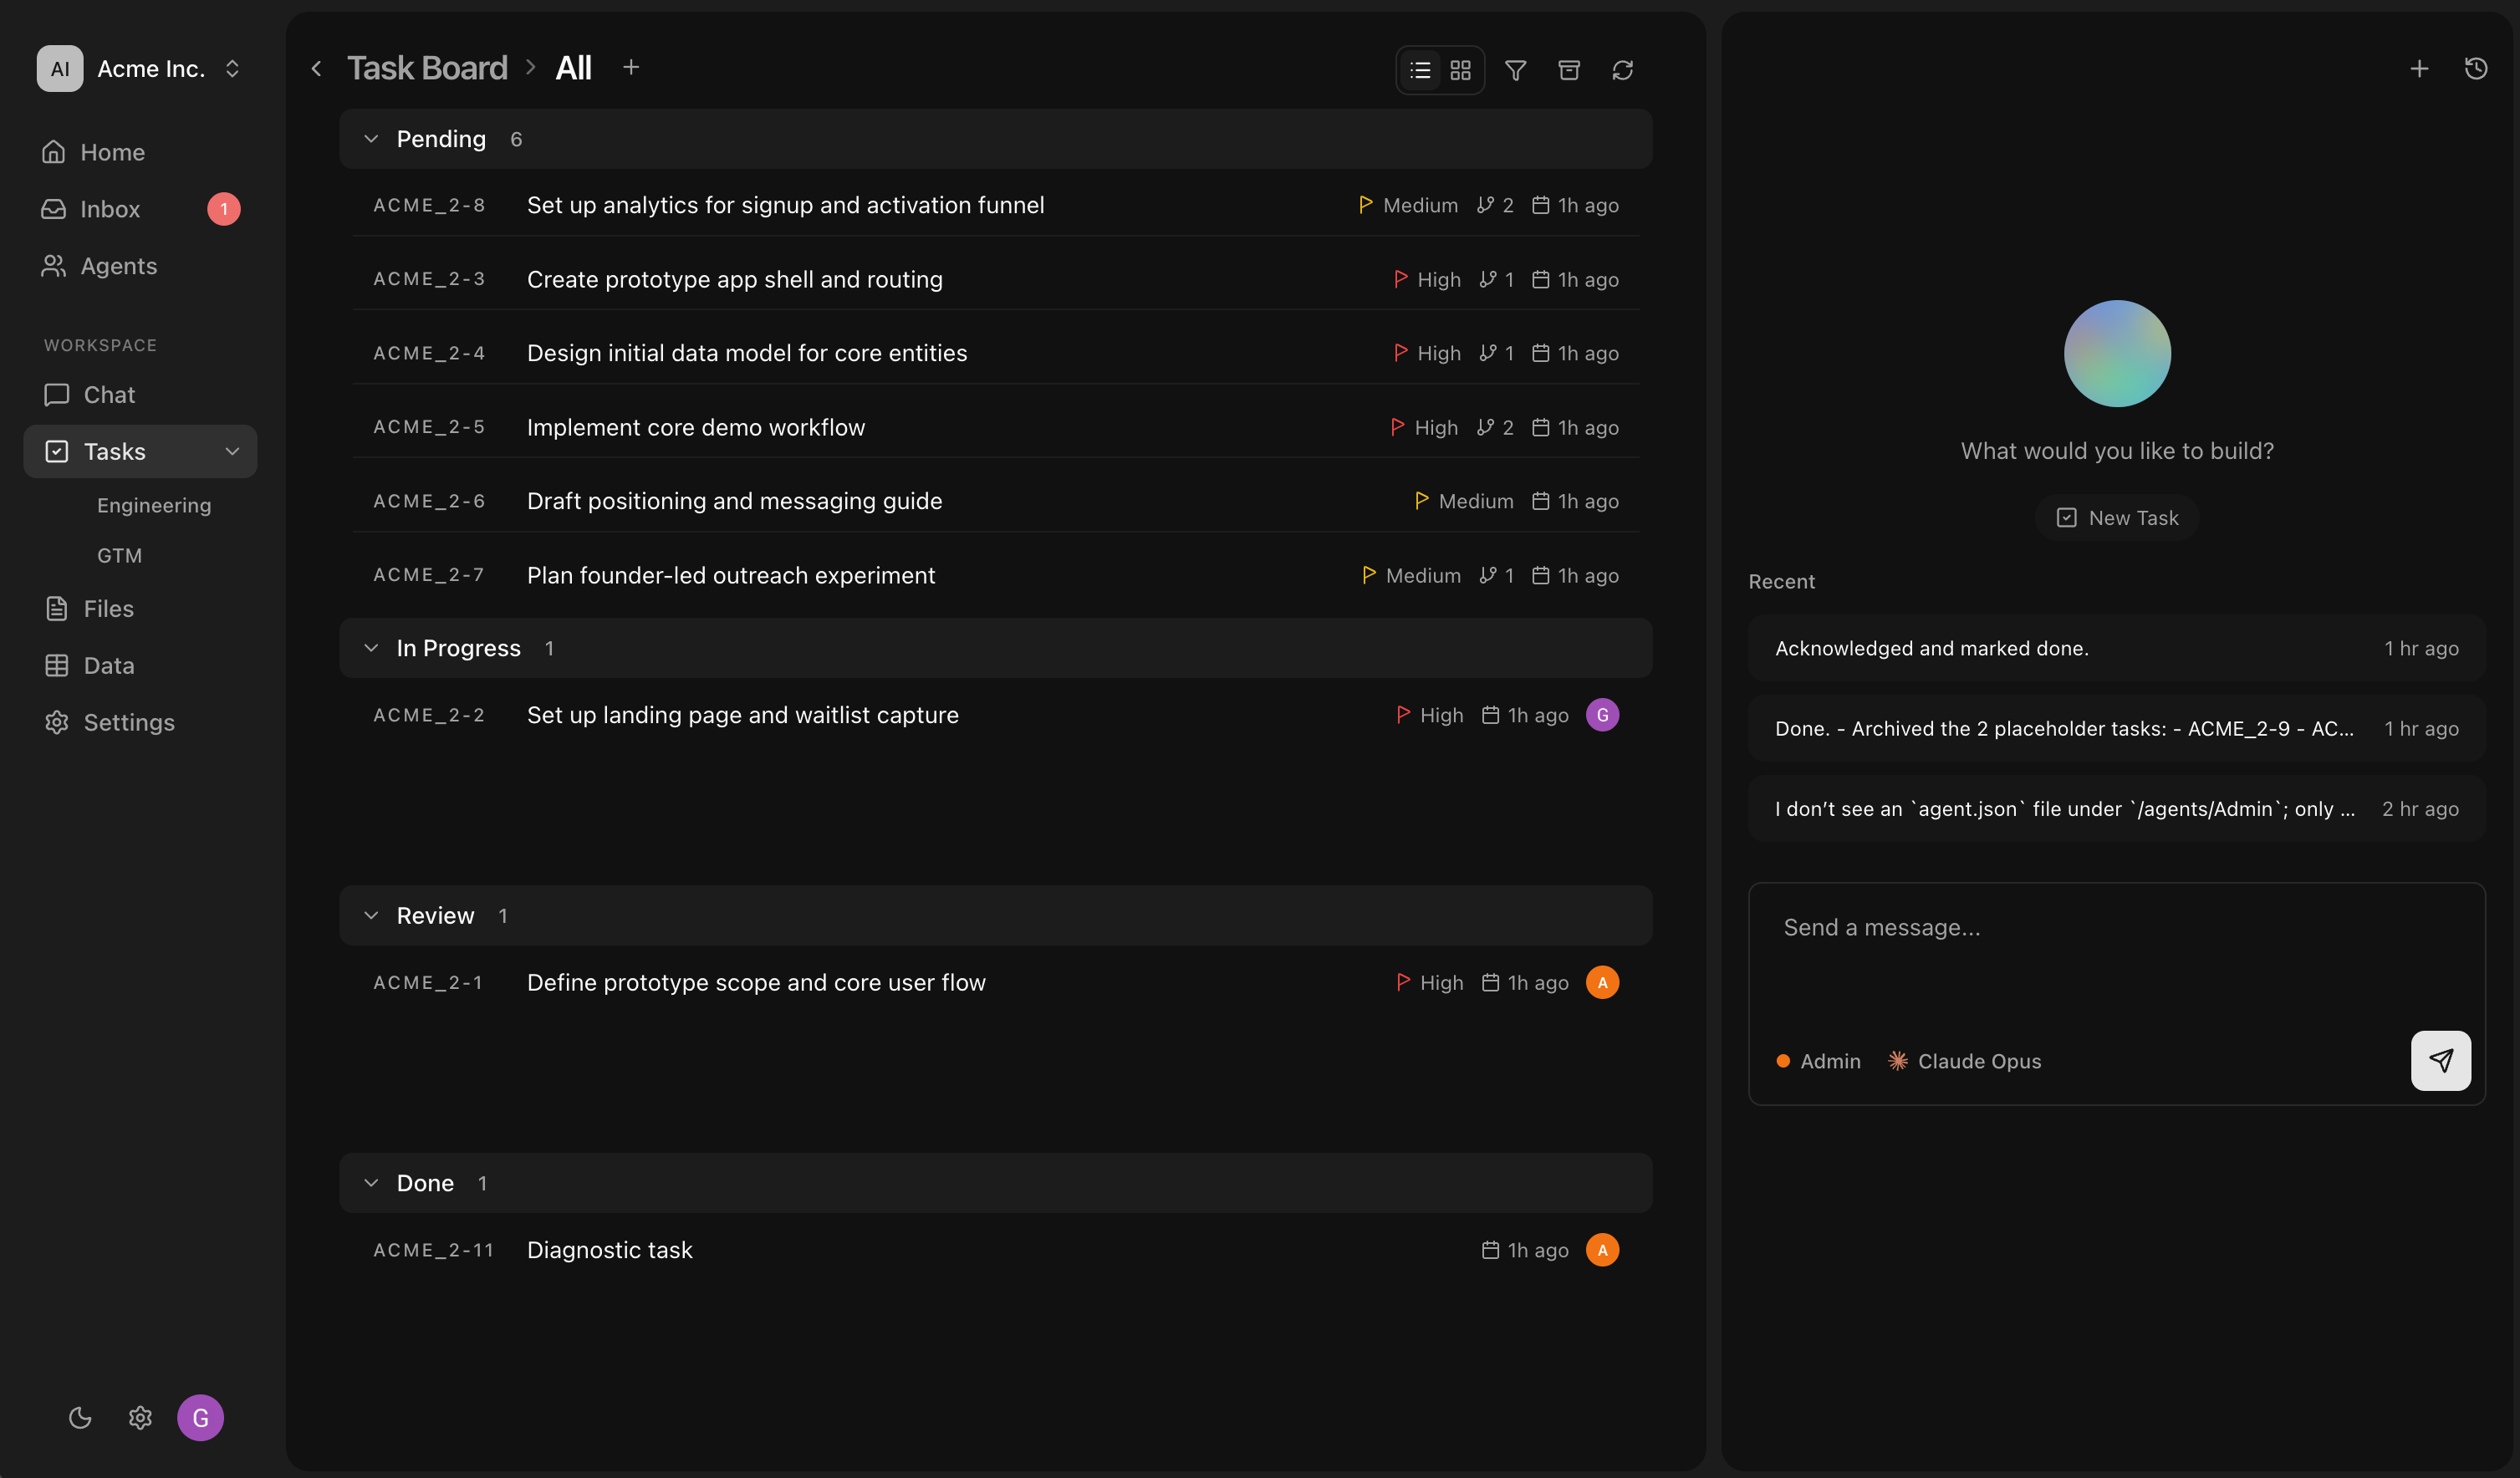 AI Acme Inc.
Home
Inbox 1
Agents
WORKSPACE
Chat
Tasks
Engineering
GTM
Files
Data
Settings
G
Task Board > All
Pending 6
ACME_2-8 Set up analytics for signup and activation funnel Medium 2 1h ago
ACME_2-3 Create prototype app shell and routing High 1 1h ago
ACME_2-4 Design initial data model for core entities High 1 1h ago
ACME_2-5 Implement core demo workflow High 2 1h ago
ACME_2-6 Draft positioning and messaging guide Medium 1h ago
ACME_2-7 Plan founder-led outreach experiment Medium 1 1h ago
In Progress 1
ACME_2-2 Set up landing page and waitlist capture High 1h ago G
Review 1
ACME_2-1 Define prototype scope and core user flow High 1h ago A
Done 1
ACME_2-11 Diagnostic task 1h ago A
What would you like to build?
New Task
Recent
Acknowledged and marked done. 1 hr ago
Done. - Archived the 2 placeholder tasks: - ACME_2-9 - AC... 1 hr ago
I don’t see an `agent.json` file under `/agents/Admin`; only ... 2 hr ago
Send a message...
Admin Claude Opus